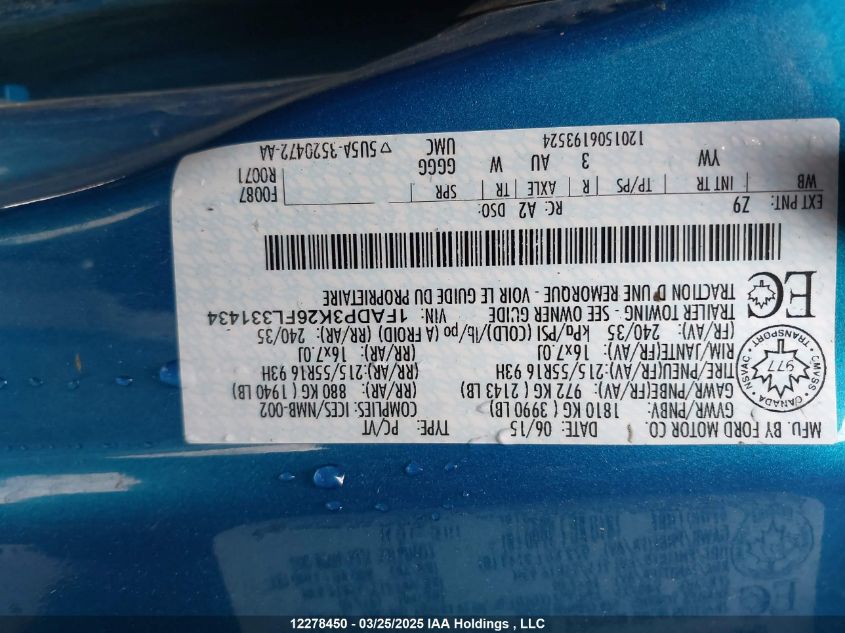 MFD. BY FORD MOTOR CO. DATE: 06/15 TYPE: PC/VT
GVWR/PNBV: 1810 KG ( 3990 LB) COMPLIES: ICES/NMB-002
GAWR/PNBE(FR/AV): 972 KG ( 2143 LB) (RR/AR): 880 KG ( 1940 LB)
TIRE/PNEU(FR/AV):215/55R16 93H (RR/AR):215/55R16 93H
RIM/JANTE(FR/AV): 16x7.0J (RR/AR): 16x7.0J
(FR/AV): 240/35 kPa/PSI (COLD)/lb/po (A FROID) (RR/AR) 240/35
TRAILER TOWING - SEE OWNER GUIDE VIN: 1FADP3K26FL331434
TRACTION D'UNE REMORQUE - VOIR LE GUIDE DU PROPRIETAIRE
CMVSS CANADA NSVAC TRANSPORT
977
EC
EXT PNT: Z9 RC: A2 DSO: F0087
WB INT TR TP/PS R AXLE TR SPR R0071
YW 3 AU W GGGG
1201506193524 UMC ▽5U5A-3520472-AA
12278450 - 03/25/2025 IAA Holdings , LLC